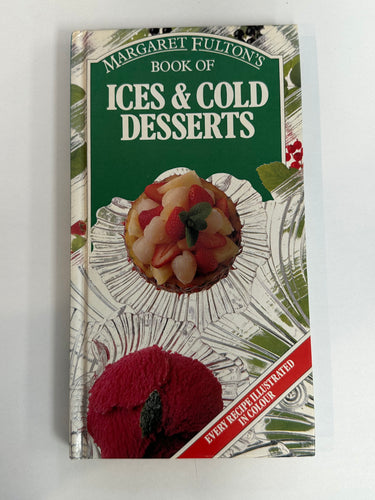 MARGARET FULTON'S
BOOK OF
ICES & COLD
DESSERTS
EVERY RECIPE ILLUSTRATED
IN COLOUR